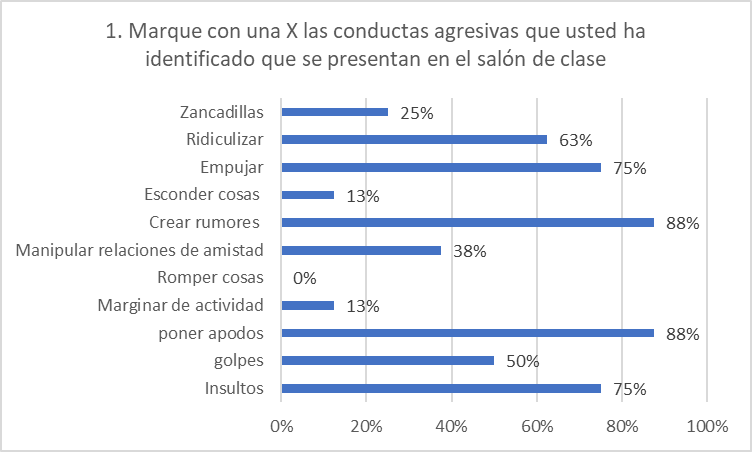 1. Marque con una X las conductas agresivas que usted ha
identificado que se presentan en el salón de clase
Zancadillas 25%
Ridiculizar 63%
Empujar 75%
Esconder cosas 13%
Crear rumores 88%
Manipular relaciones de amistad 38%
Romper cosas 0%
Marginar de actividad 13%
poner apodos 88%
golpes 50%
Insultos 75%
0% 20% 40% 60% 80% 100%